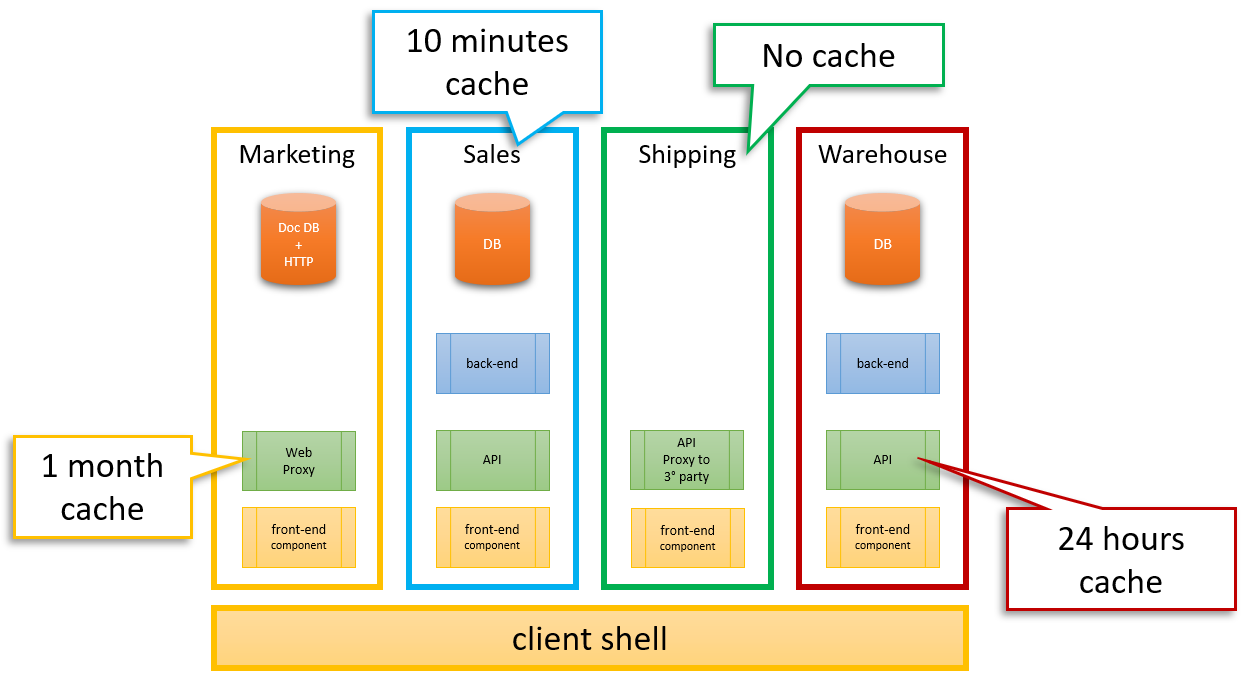 10 minutes
cache
No cache
Marketing
Sales
Shipping
Warehouse
Doc DB
+
HTTP
DB
DB
back-end
back-end
1 month
cache
Web
Proxy
API
API
Proxy to
3° party
API
front-end
component
front-end
component
front-end
component
front-end
component
24 hours
cache
client shell